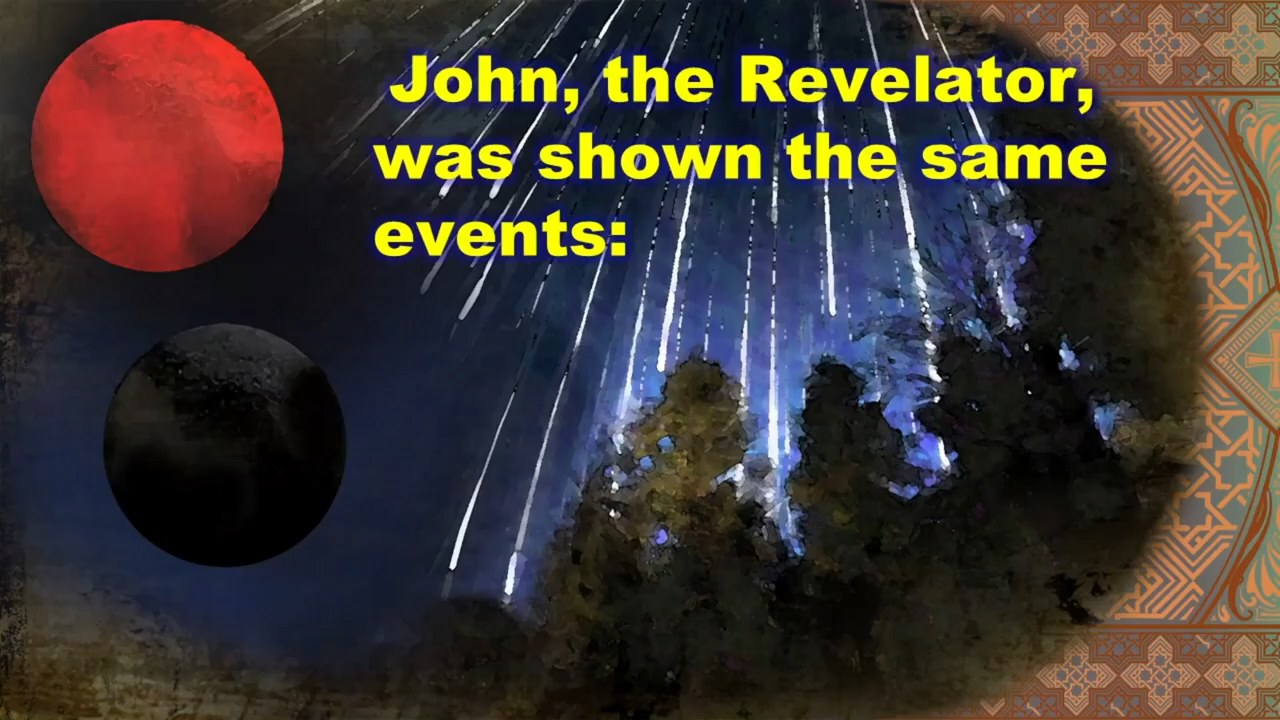 John, the Revelator,
was shown the same
events: